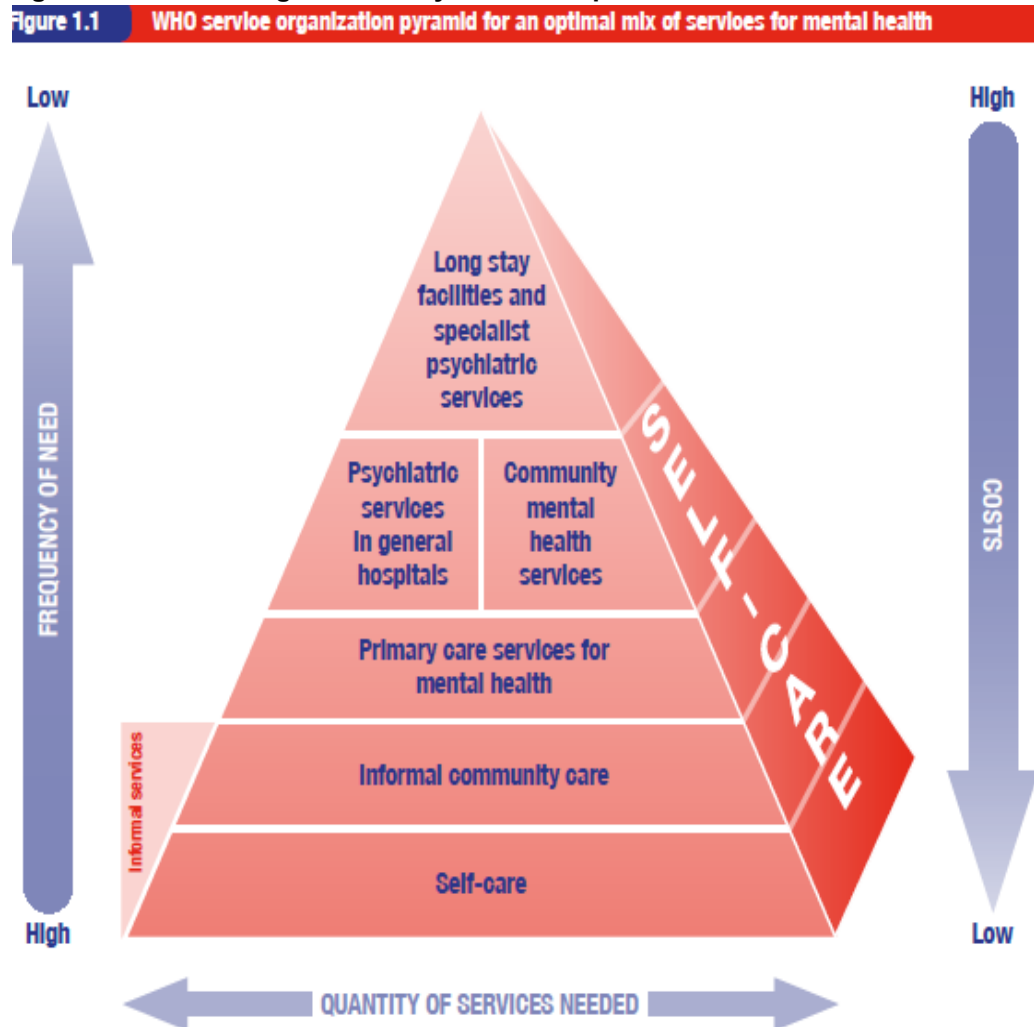 Figure 1.1 WHO service organization pyramid for an optimal mix of services for mental health
Low
High
Long stay
facilities and
specialist
psychiatric
services
FREQUENCY OF NEED
COSTS
SELF-CARE
Psychiatric
services
in general
hospitals
Community
mental
health
services
Primary care services for
mental health
Informal services
Informal community care
Self-care
High
Low
QUANTITY OF SERVICES NEEDED